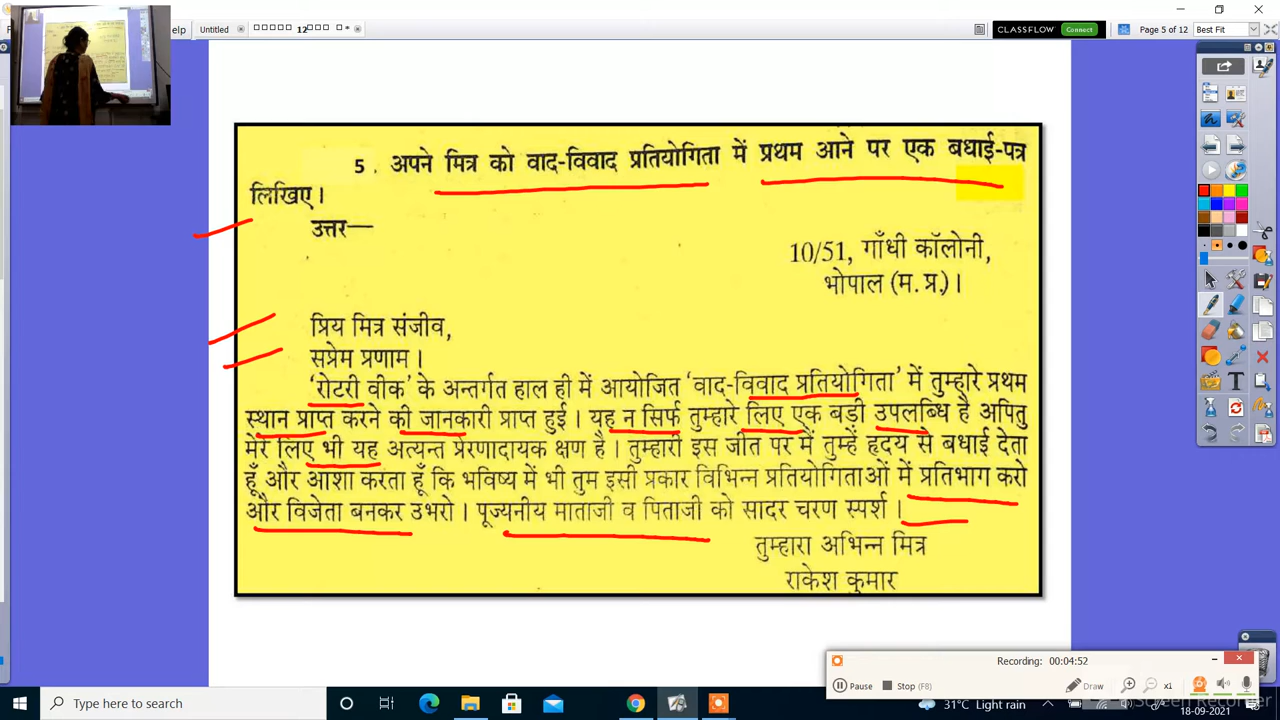 elp
Untitled
12
CLASSFLOW
Connect
Page 5 of 12
Best Fit
5. अपने मित्र को वाद-विवाद प्रतियोगिता में प्रथम आने पर एक बधाई-पत्र
लिखिए।
उत्तर—
10/51, गाँधी कॉलोनी,
भोपाल (म. प्र.)।
प्रिय मित्र संजीव,
सप्रेम प्रणाम।
'रोटरी वीक' के अन्तर्गत हाल ही में आयोजित 'वाद-विवाद प्रतियोगिता' में तुम्हारे प्रथम
स्थान प्राप्त करने की जानकारी प्राप्त हुई। यह न सिर्फ तुम्हारे लिए एक बड़ी उपलब्धि है अपितु
मेरे लिए भी यह अत्यन्त प्रेरणादायक क्षण है। तुम्हारी इस जीत पर मैं तुम्हें हृदय से बधाई देता
हूँ और आशा करता हूँ कि भविष्य में भी तुम इसी प्रकार विभिन्न प्रतियोगिताओं में प्रतिभाग करो
और विजेता बनकर उभरो। पूज्यनीय माताजी व पिताजी को सादर चरण स्पर्श।
तुम्हारा अभिन्न मित्र
राकेश कुमार
Recording: 00:04:52
Pause
Stop (F8)
Draw
x1
Type here to search
31°C Light rain
18-09-2021